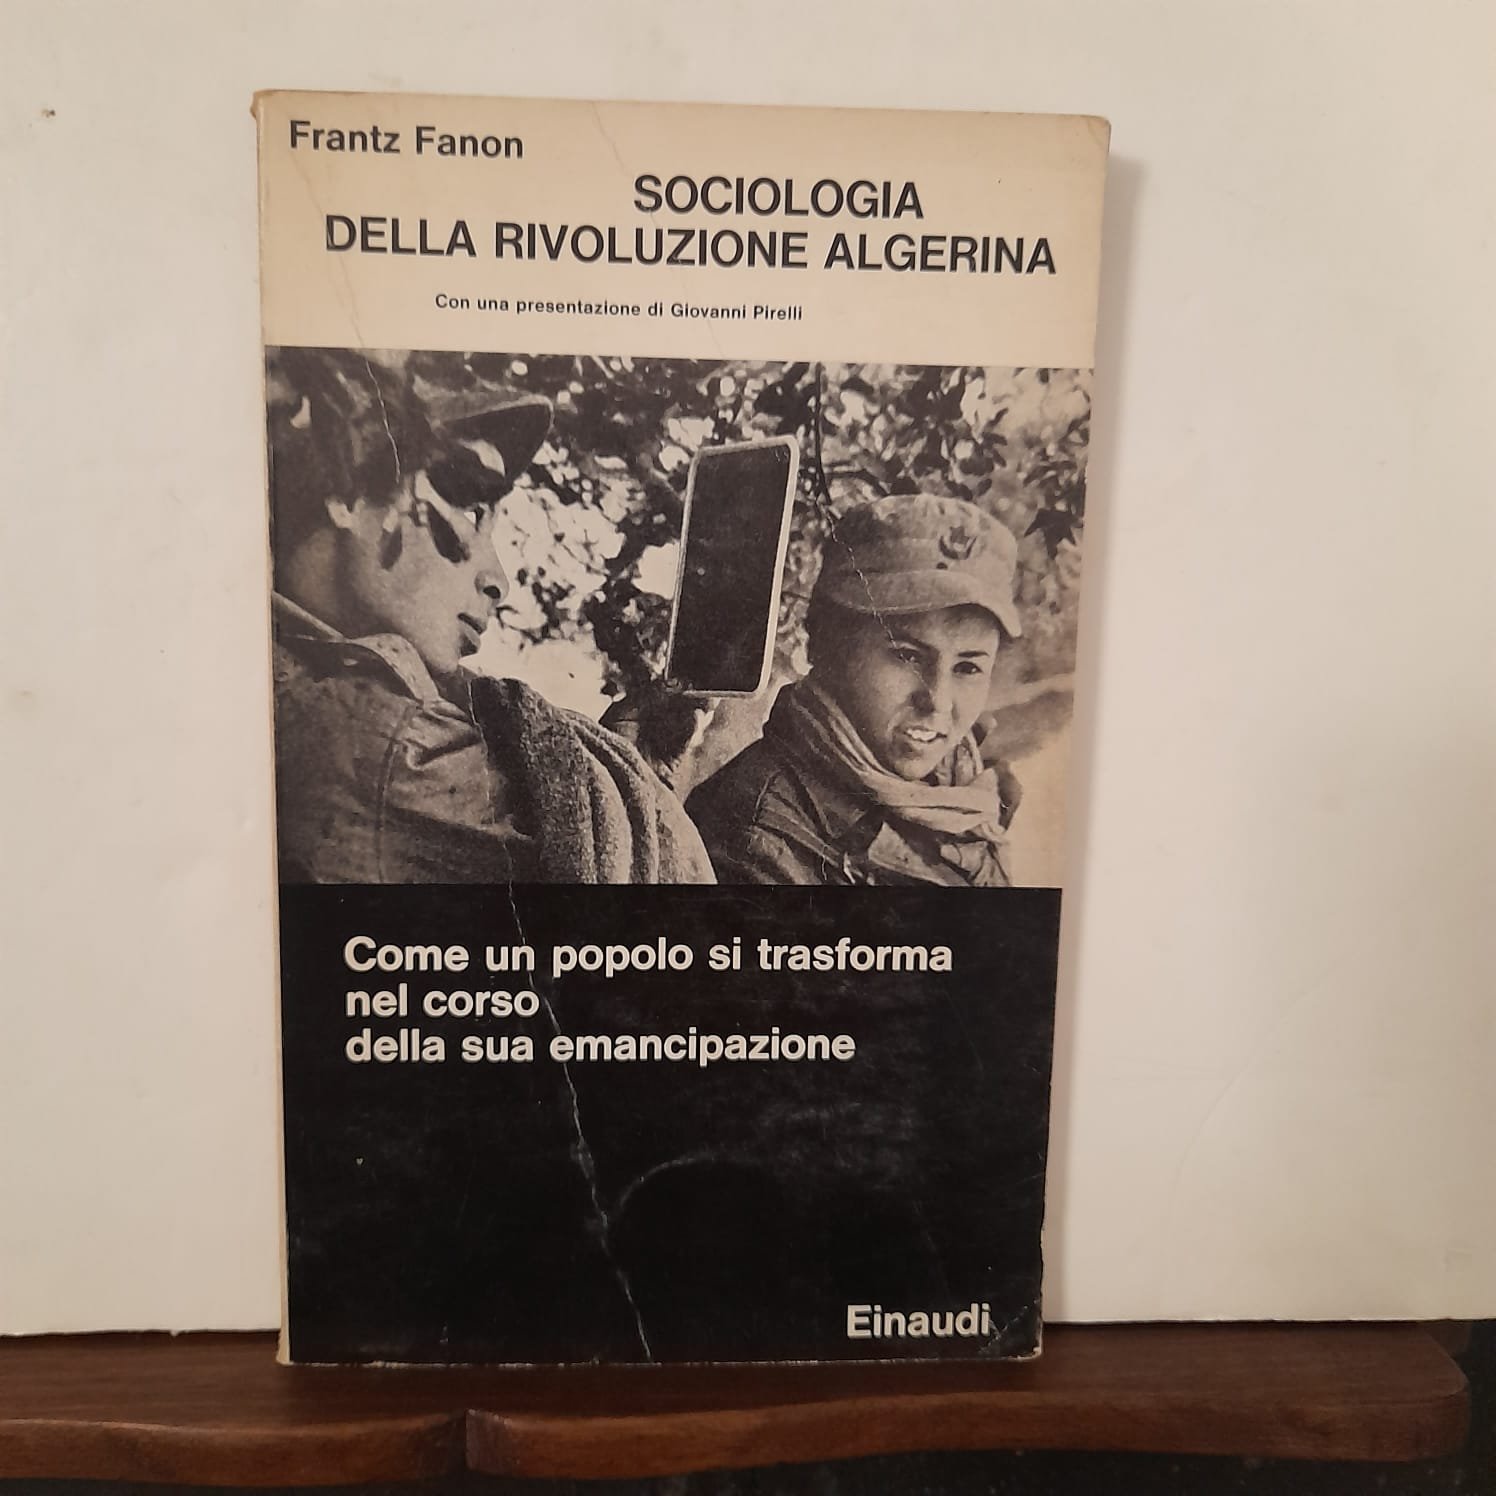 Frantz Fanon
SOCIOLOGIA
DELLA RIVOLUZIONE ALGERINA
Con una presentazione di Giovanni Pirelli
Come un popolo si trasforma
nel corso
della sua emancipazione
Einaudi